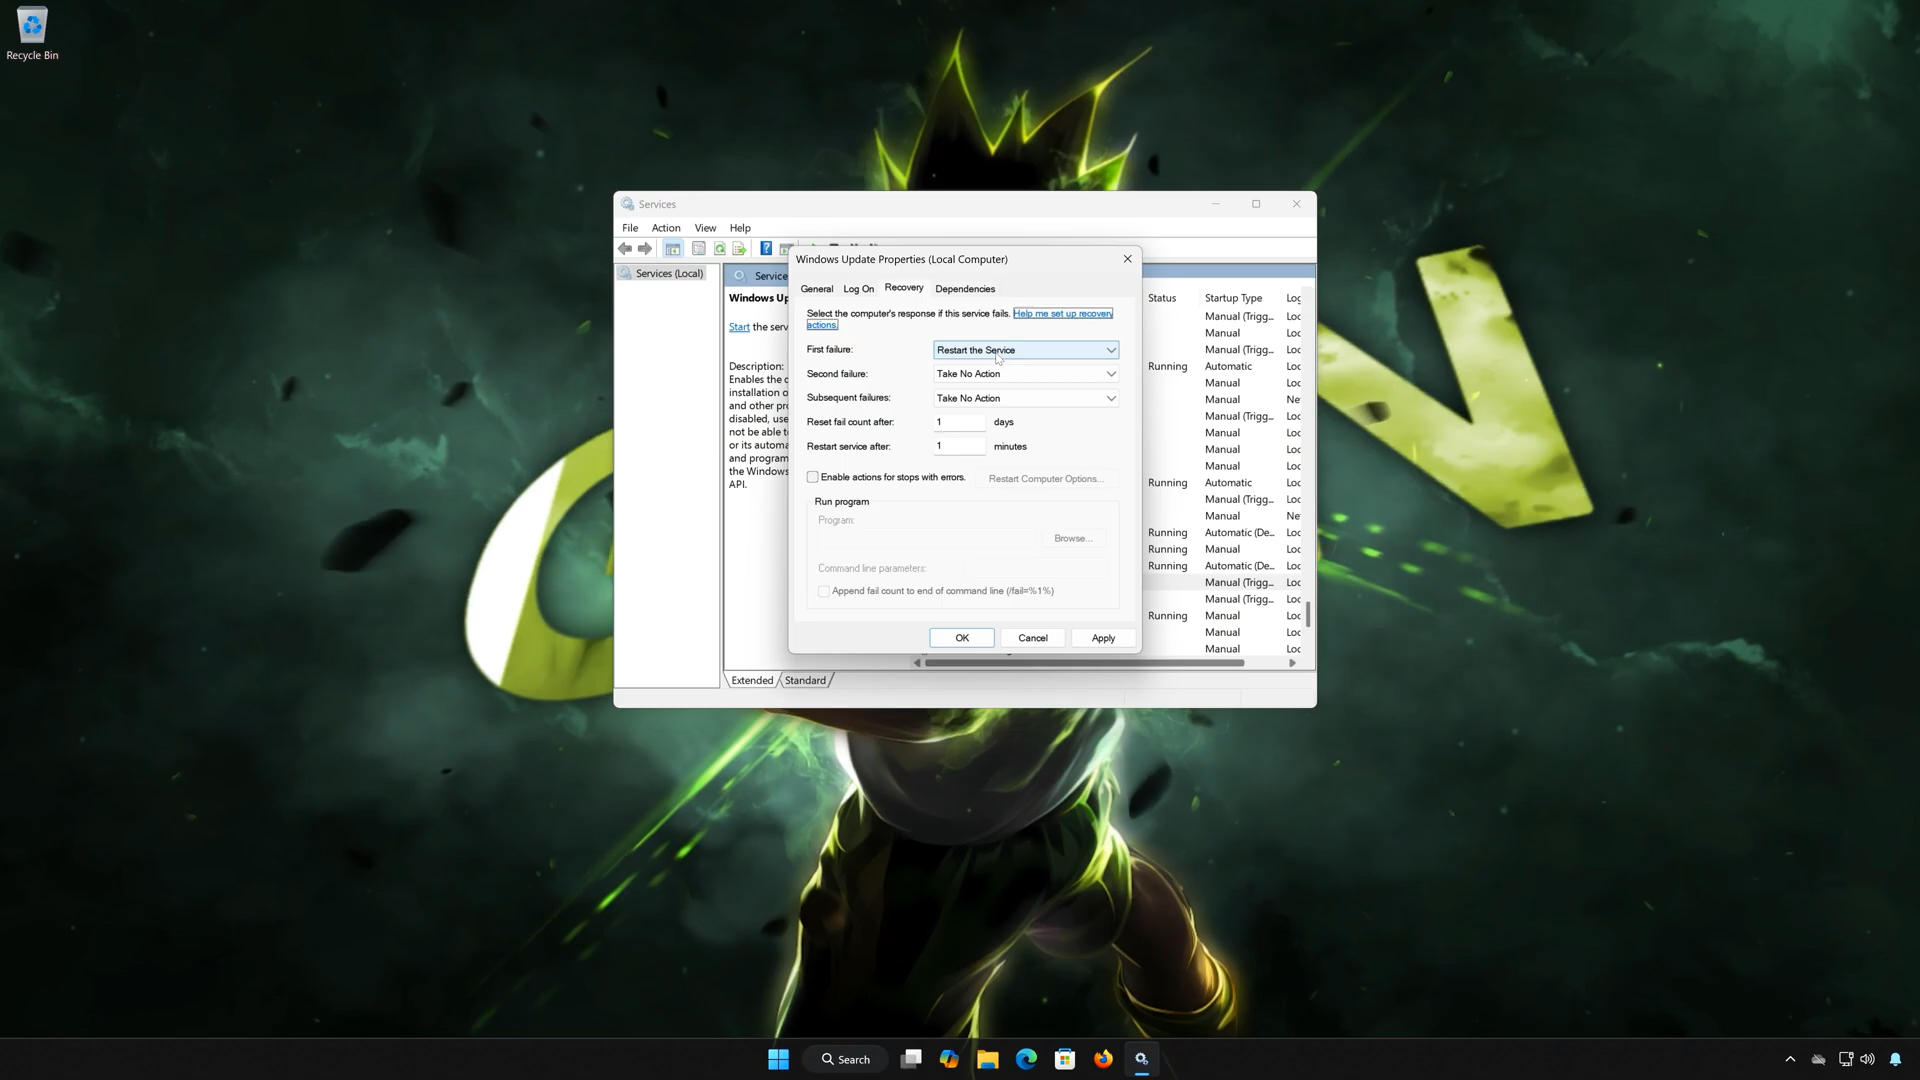 Recycle Bin
Services
File Action View Help
Services (Local)
Windows Update Properties (Local Computer)
General Log On Recovery Dependencies
Select the computer's response if this service fails. Help me set up recovery
actions.
First failure: Restart the Service
Second failure: Take No Action
Subsequent failures: Take No Action
Reset fail count after: 1 days
Restart service after: 1 minutes
Enable actions for stops with errors. Restart Computer Options...
Run program
Program:
Browse...
Command line parameters:
Append fail count to end of command line (/fail=%1%)
OK Cancel Apply
Service
Windows Up
Start the serv
Description:
Enables the d
installation o
and other pro
disabled, use
not be able to
or its automa
and program
the Windows
API.
Status Startup Type Log
Manual (Trigg... Loc
Manual Loc
Manual (Trigg... Loc
Running Automatic Loc
Manual Loc
Manual Net
Manual (Trigg... Loc
Manual Loc
Manual Loc
Manual Loc
Running Automatic Loc
Manual (Trigg... Loc
Manual Net
Running Automatic (De... Loc
Running Manual Loc
Running Automatic (De... Loc
Manual (Trigg... Loc
Manual (Trigg... Loc
Running Manual Loc
Manual Loc
Manual Loc
Extended Standard
Search